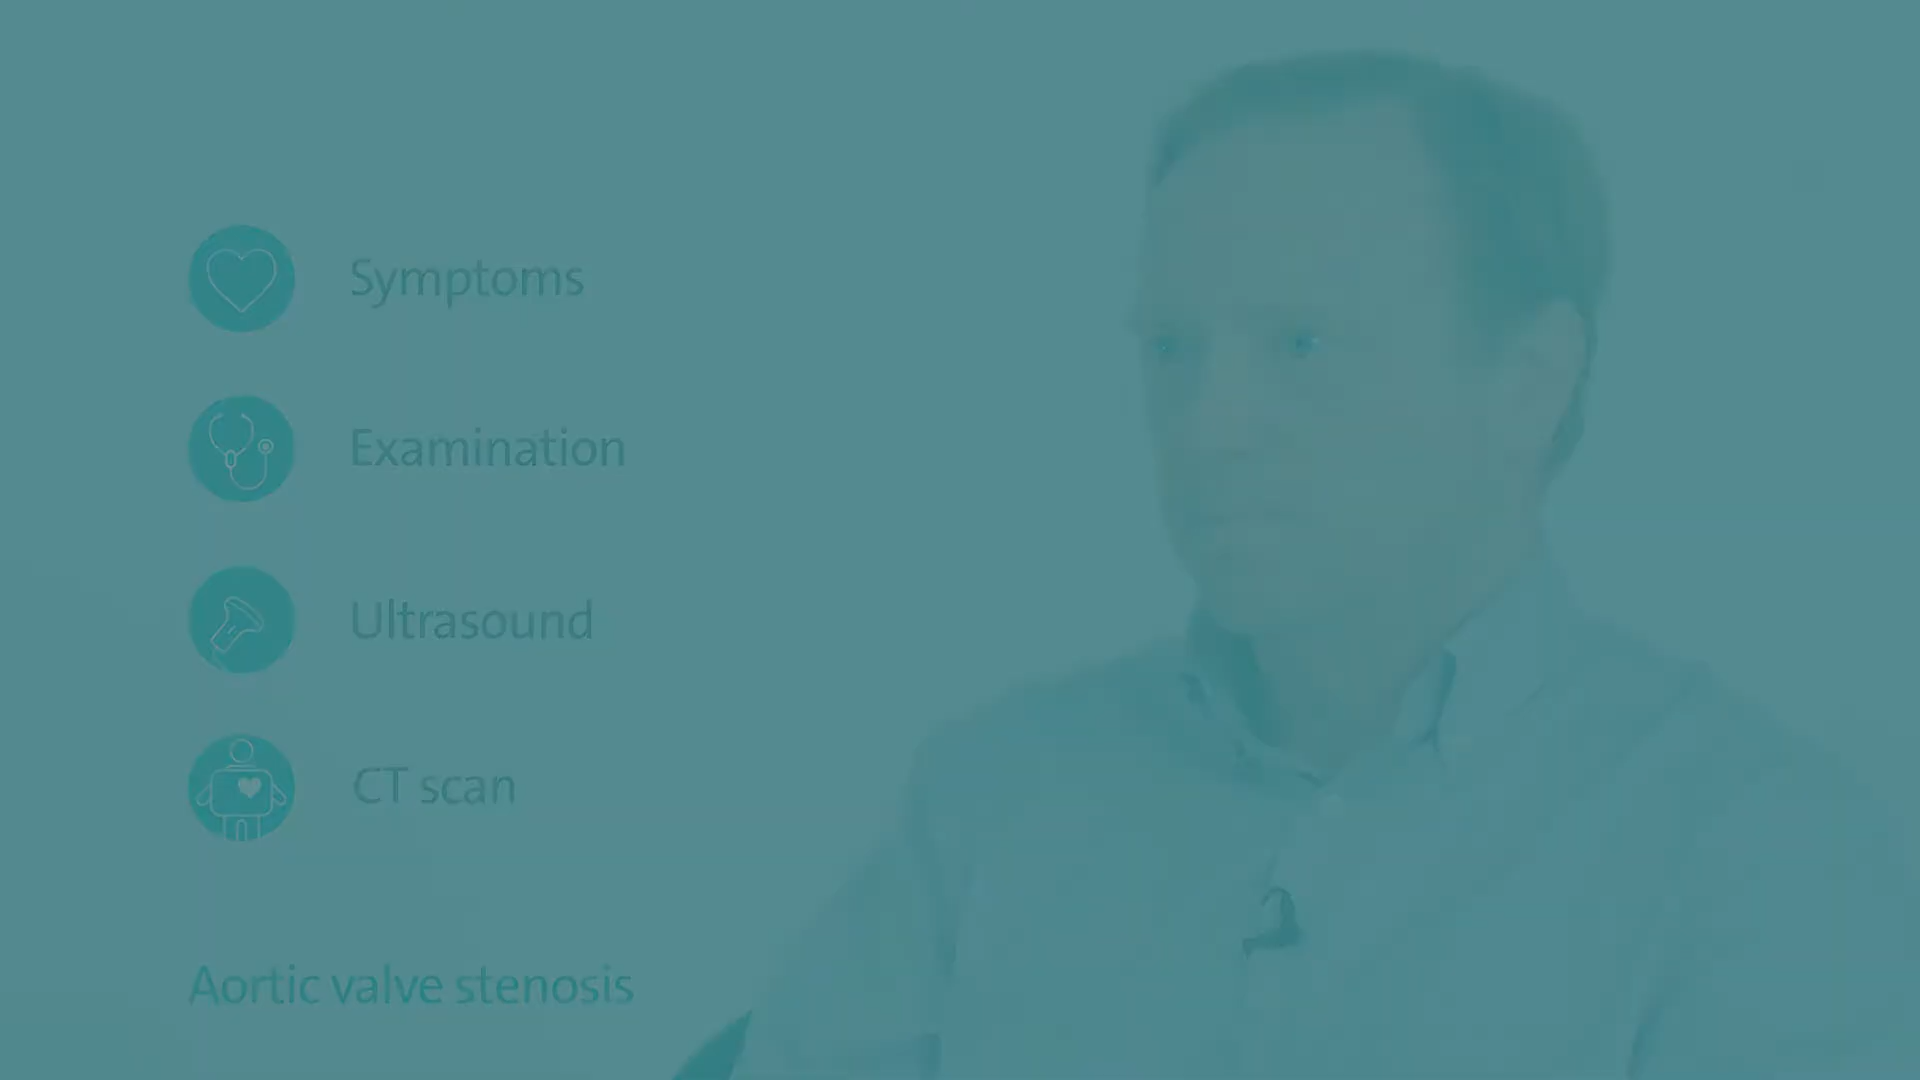 Symptoms
Examination
Ultrasound
CT scan
Aortic valve stenosis